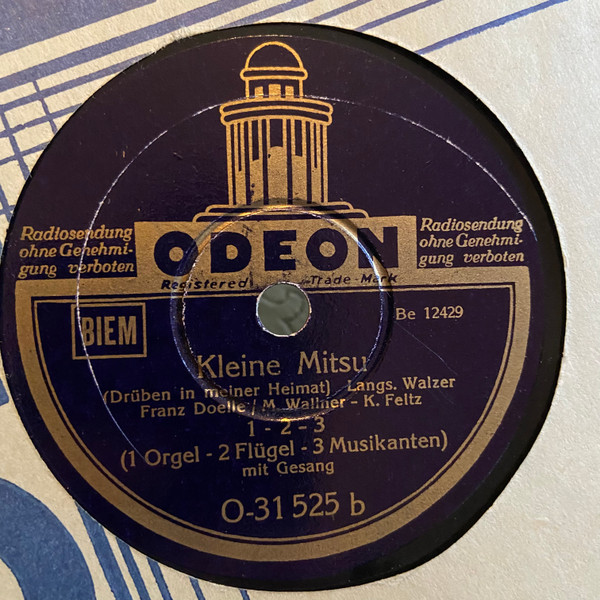 Radiosendung
ohne Genehmi-
gung verboten
ODEON
Registered Trade-Mark
Radiosendung
ohne Genehmi-
gung verboten
BIEM
Be 12429
Kleine Mitsu
(Drüben in meiner Heimat) Langs. Walzer
Franz Doelle / M. Wallner - K. Feltz
1 - 2 - 3
(1 Orgel - 2 Flügel - 3 Musikanten)
mit Gesang
O-31 525 b